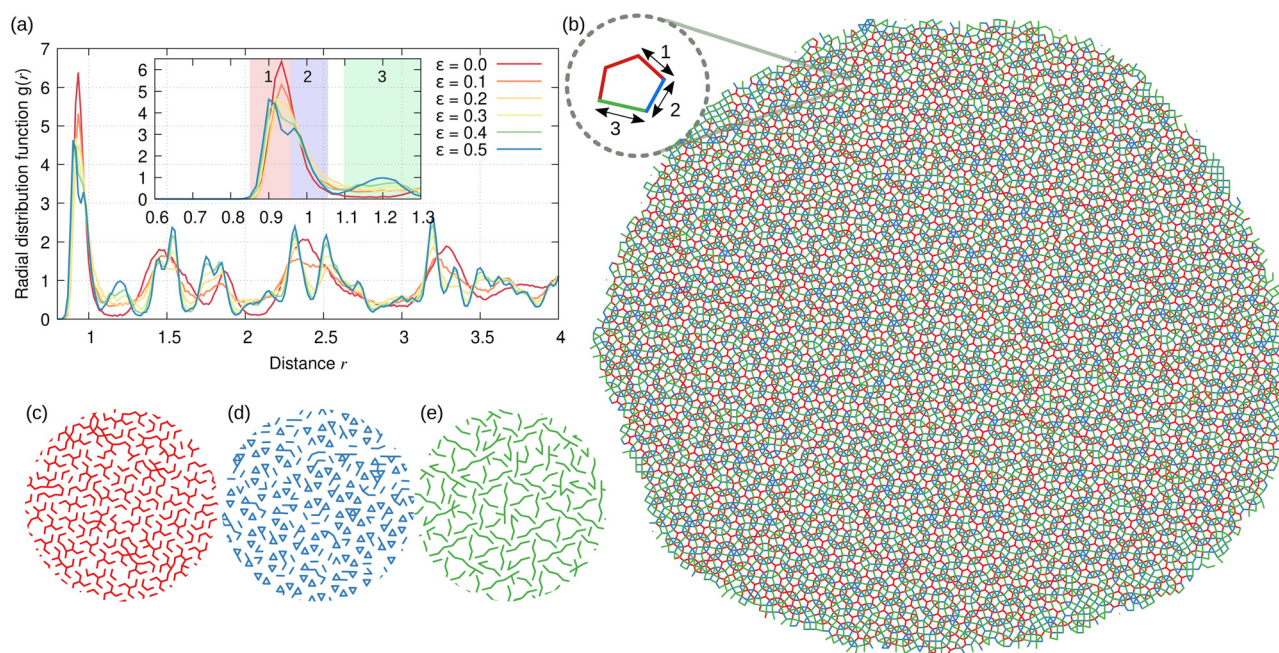 (a)
Radial distribution function g(r)
7
6
5
4
3
2
1
0
1
1.5
2
2.5
3
3.5
4
Distance r
6
5
4
3
2
1
0
0.6
0.7
0.8
0.9
1
1.1
1.2
1.3
1
2
3
ε = 0.0
ε = 0.1
ε = 0.2
ε = 0.3
ε = 0.4
ε = 0.5
(b)
1
2
3
(c)
(d)
(e)